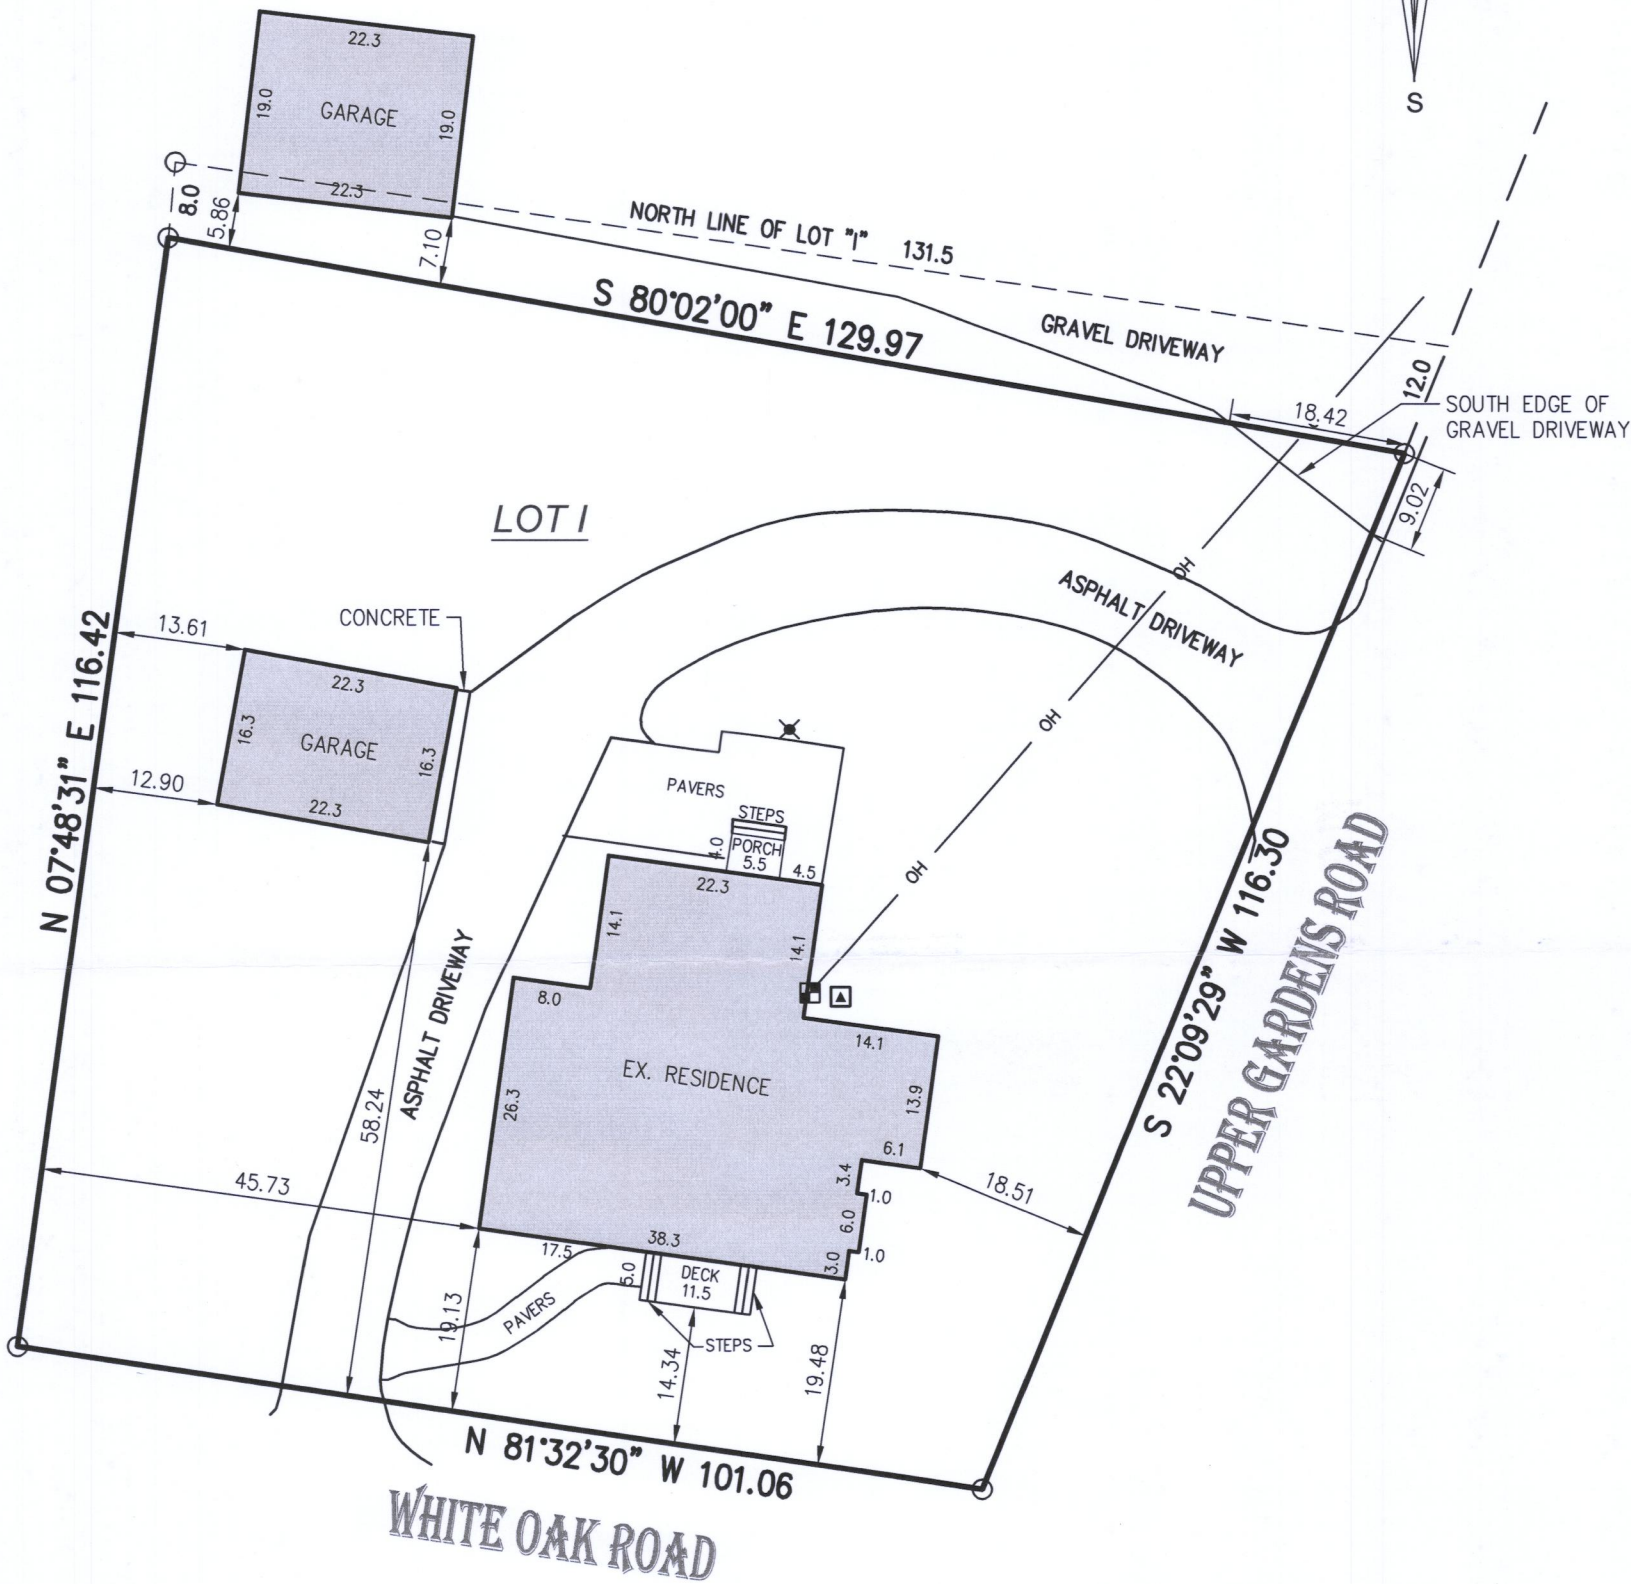 22.3
19.0
GARAGE
19.0
22.3
S
8.0
5.86
7.10
NORTH LINE OF LOT "I" 131.5
S 80°02'00" E 129.97
GRAVEL DRIVEWAY
12.0
18.42
SOUTH EDGE OF
GRAVEL DRIVEWAY
9.02
LOT I
OH
ASPHALT DRIVEWAY
CONCRETE
13.61
22.3
16.3
GARAGE
16.3
12.90
22.3
N 07°48'31" E 116.42
OH
PAVERS
STEPS
4.0
PORCH
5.5
4.5
OH
22.3
14.1
14.1
S 22°09'29" W 116.30
UPPER GARDENS ROAD
ASPHALT DRIVEWAY
8.0
14.1
EX. RESIDENCE
26.3
13.9
58.24
6.1
3.4
1.0
18.51
45.73
6.0
38.3
17.5
1.0
3.0
5.0
DECK
11.5
PAVERS
19.13
STEPS
14.34
19.48
N 81°32'30" W 101.06
WHITE OAK ROAD